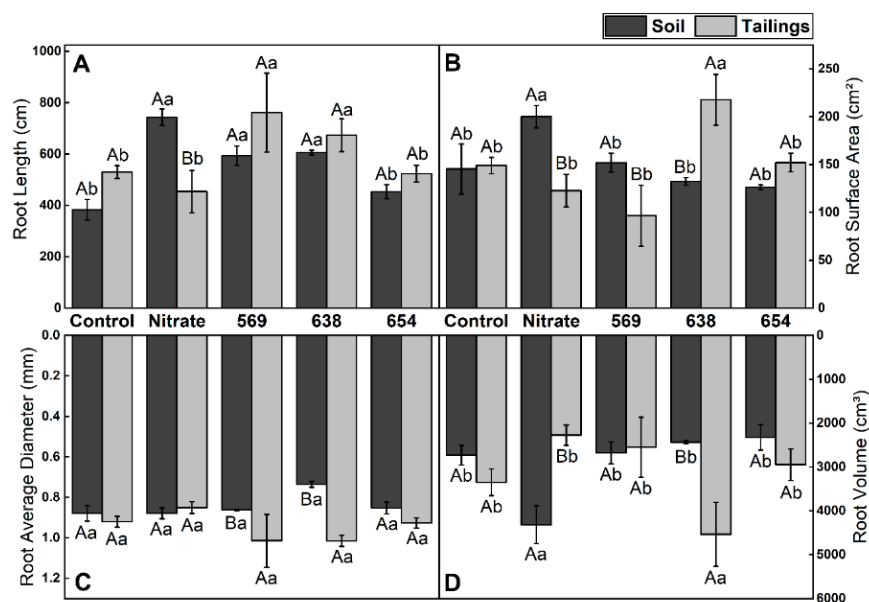 Soil Tailings
A
B
Root Length (cm)
1000
800
600
400
200
0
Ab Ab Aa Bb Aa Aa Aa Aa Ab Ab
Ab Ab Aa Bb Ab Ab Ab Aa Ab Ab
250
200
150
100
50
0
Root Surface Area (cm²)
Control Nitrate 569 638 654 Control Nitrate 569 638 654
Root Average Diameter (mm)
0.0
0.2
0.4
0.6
0.8
1.0
1.2
Aa Aa Aa Aa Ba Aa Ba Aa Aa Aa
Ab Ab Aa Bb Ab Ab Bb Aa Ab Ab
0
1000
2000
3000
4000
5000
6000
Root Volume (cm³)
C
D